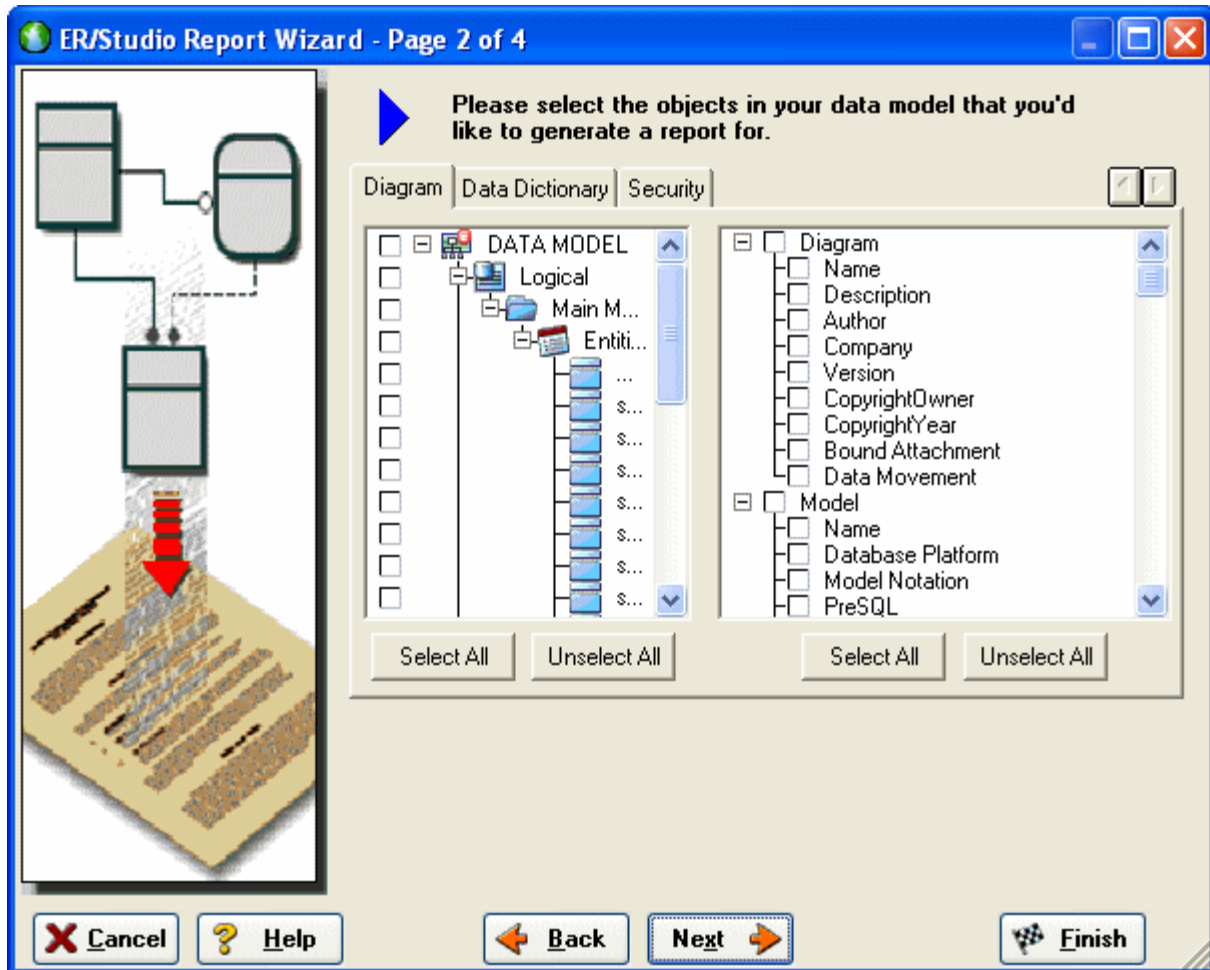 ER/Studio Report Wizard - Page 2 of 4
Please select the objects in your data model that you'd
like to generate a report for.
Diagram
Data Dictionary
Security
DATA MODEL
Logical
Main M...
Entiti...
...
s...
s...
s...
s...
s...
s...
s...
Select All
Unselect All
Diagram
Name
Description
Author
Company
Version
CopyrightOwner
CopyrightYear
Bound Attachment
Data Movement
Model
Name
Database Platform
Model Notation
PreSQL
Select All
Unselect All
Cancel
Help
Back
Next
Finish